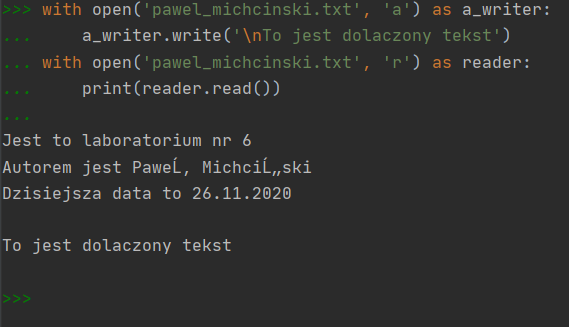 >>> with open('pawel_michcinski.txt', 'a') as a_writer:
...     a_writer.write('\nTo jest dolaczony tekst')
... with open('pawel_michcinski.txt', 'r') as reader:
...     print(reader.read())
...
Jest to laboratorium nr 6
Autorem jest PaweĹ‚ MichciĹ„ski
Dzisiejsza data to 26.11.2020

To jest dolaczony tekst

>>>